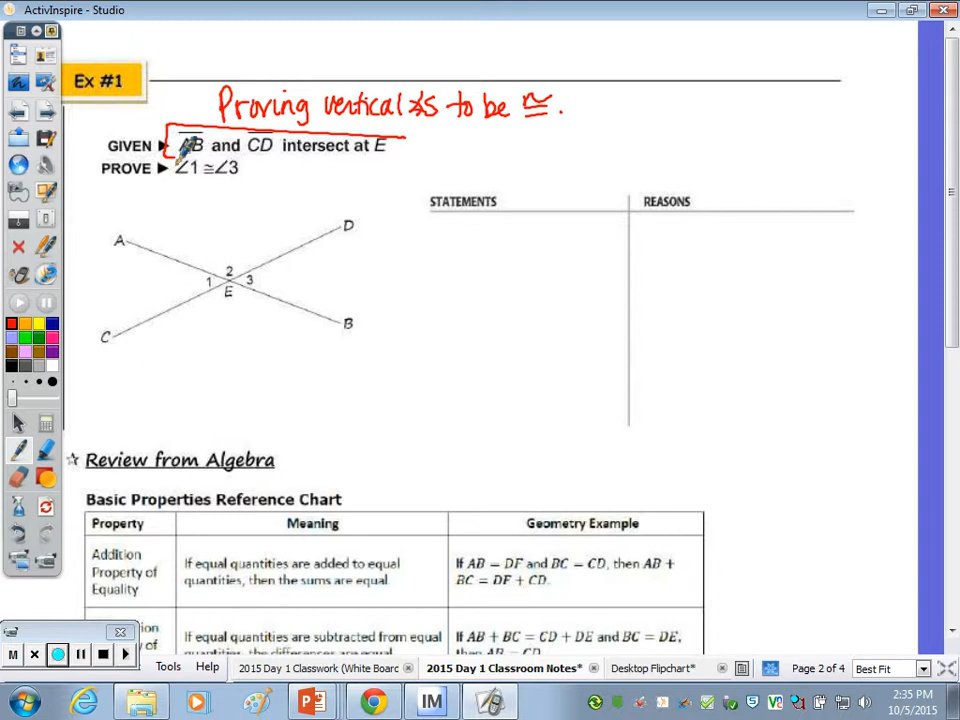 ActivInspire - Studio
Ex #1
Proving vertical ∠s to be ≅.
GIVEN ► AB and CD intersect at E
PROVE ► ∠1 ≅ ∠3
STATEMENTS REASONS
A D
2
1 3
E
C B
☆ Review from Algebra
Basic Properties Reference Chart
Property Meaning Geometry Example
Addition Property of Equality
If equal quantities are added to equal
quantities, then the sums are equal.
If AB = DF and BC = CD, then AB +
BC = DF + CD.
If equal quantities are subtracted from equal
If AB + BC = CD + DE and BC = DE,
M
Tools Help 2015 Day 1 Classwork (White Board 2015 Day 1 Classroom Notes* Desktop Flipchart* Page 2 of 4 Best Fit
IM
2:35 PM
10/5/2015